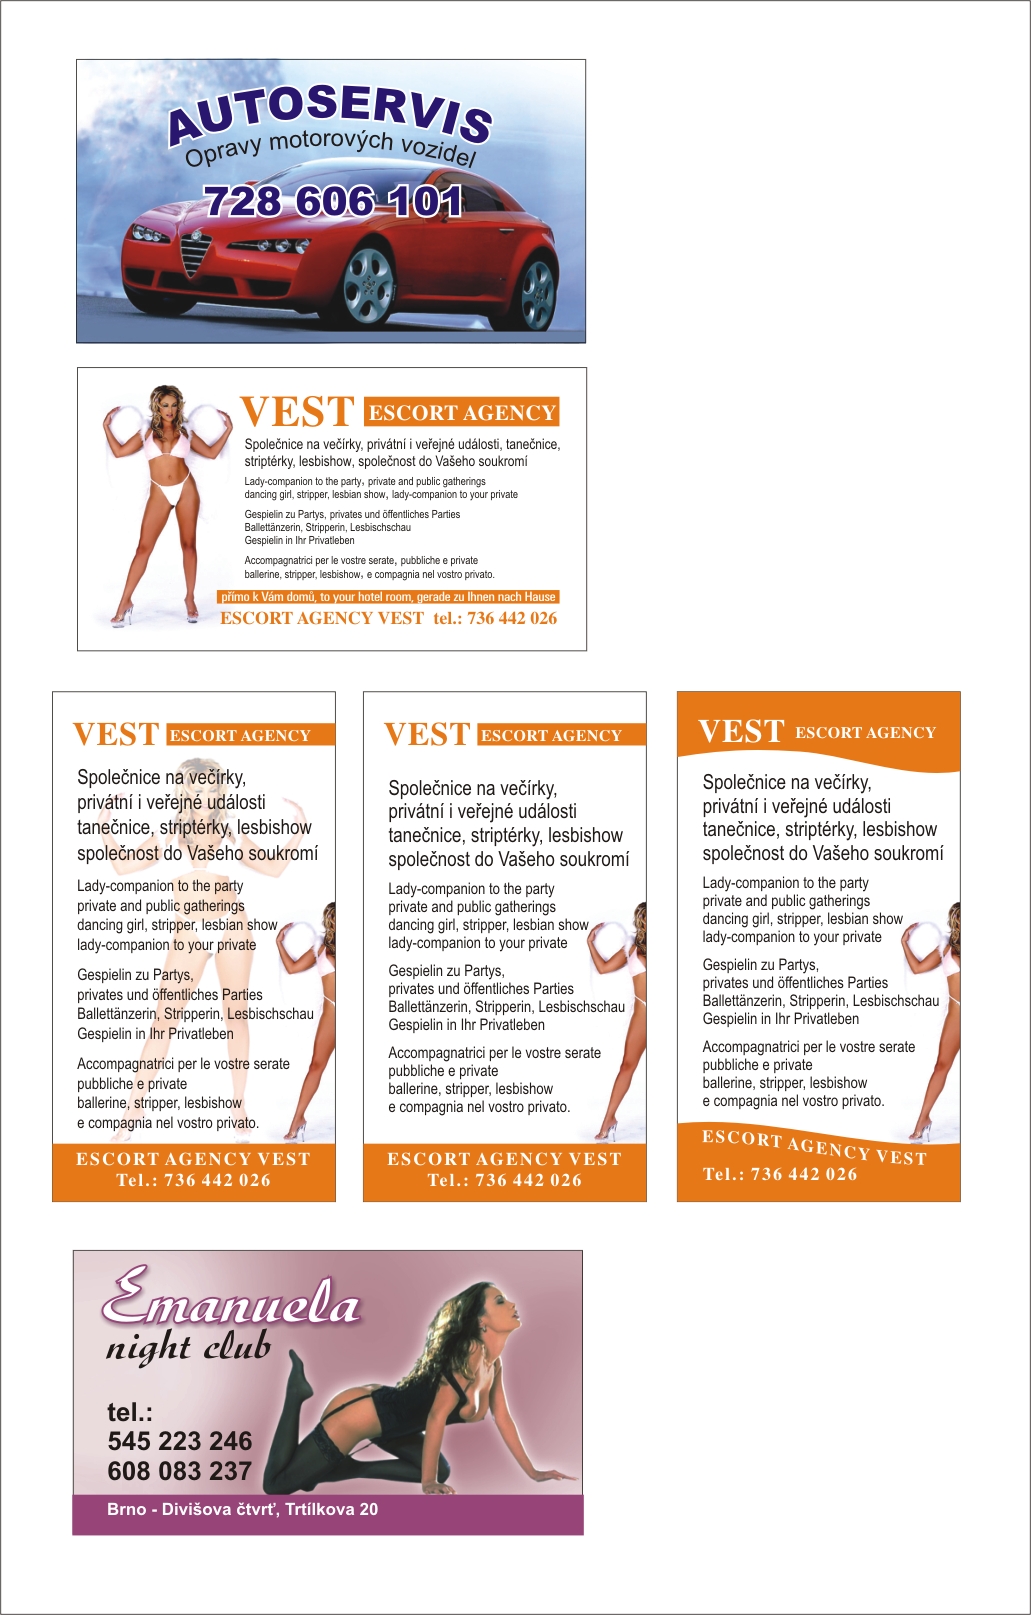 AUTOSERVIS
Opravy motorových vozidel
728 606 101
VEST ESCORT AGENCY
Společnice na večírky, privátní i veřejné události, tanečnice,
striptérky, lesbishow, společnost do Vašeho soukromí
Lady-companion to the party, private and public gatherings
dancing girl, stripper, lesbian show, lady-companion to your private
Gespielin zu Partys, privates und öffentliches Parties
Ballettänzerin, Stripperin, Lesbischschau
Gespielin in Ihr Privatleben
Accompagnatrici per le vostre serate, pubbliche e private
ballerine, stripper, lesbishow, e compagnia nel vostro privato.
přímo k Vám domů, to your hotel room, gerade zu Ihnen nach Hause
ESCORT AGENCY VEST tel.: 736 442 026
VEST ESCORT AGENCY
Společnice na večírky,
privátní i veřejné události
tanečnice, striptérky, lesbishow
společnost do Vašeho soukromí
Lady-companion to the party
private and public gatherings
dancing girl, stripper, lesbian show
lady-companion to your private
Gespielin zu Partys,
privates und öffentliches Parties
Ballettänzerin, Stripperin, Lesbischschau
Gespielin in Ihr Privatleben
Accompagnatrici per le vostre serate
pubbliche e private
ballerine, stripper, lesbishow
e compagnia nel vostro privato.
ESCORT AGENCY VEST
Tel.: 736 442 026
VEST ESCORT AGENCY
Společnice na večírky,
privátní i veřejné události
tanečnice, striptérky, lesbishow
společnost do Vašeho soukromí
Lady-companion to the party
private and public gatherings
dancing girl, stripper, lesbian show
lady-companion to your private
Gespielin zu Partys,
privates und öffentliches Parties
Ballettänzerin, Stripperin, Lesbischschau
Gespielin in Ihr Privatleben
Accompagnatrici per le vostre serate
pubbliche e private
ballerine, stripper, lesbishow
e compagnia nel vostro privato.
ESCORT AGENCY VEST
Tel.: 736 442 026
VEST ESCORT AGENCY
Společnice na večírky,
privátní i veřejné události
tanečnice, striptérky, lesbishow
společnost do Vašeho soukromí
Lady-companion to the party
private and public gatherings
dancing girl, stripper, lesbian show
lady-companion to your private
Gespielin zu Partys,
privates und öffentliches Parties
Ballettänzerin, Stripperin, Lesbischschau
Gespielin in Ihr Privatleben
Accompagnatrici per le vostre serate
pubbliche e private
ballerine, stripper, lesbishow
e compagnia nel vostro privato.
ESCORT AGENCY VEST
Tel.: 736 442 026
Emanuela
night club
tel.:
545 223 246
608 083 237
Brno - Divišova čtvrť, Trtílkova 20